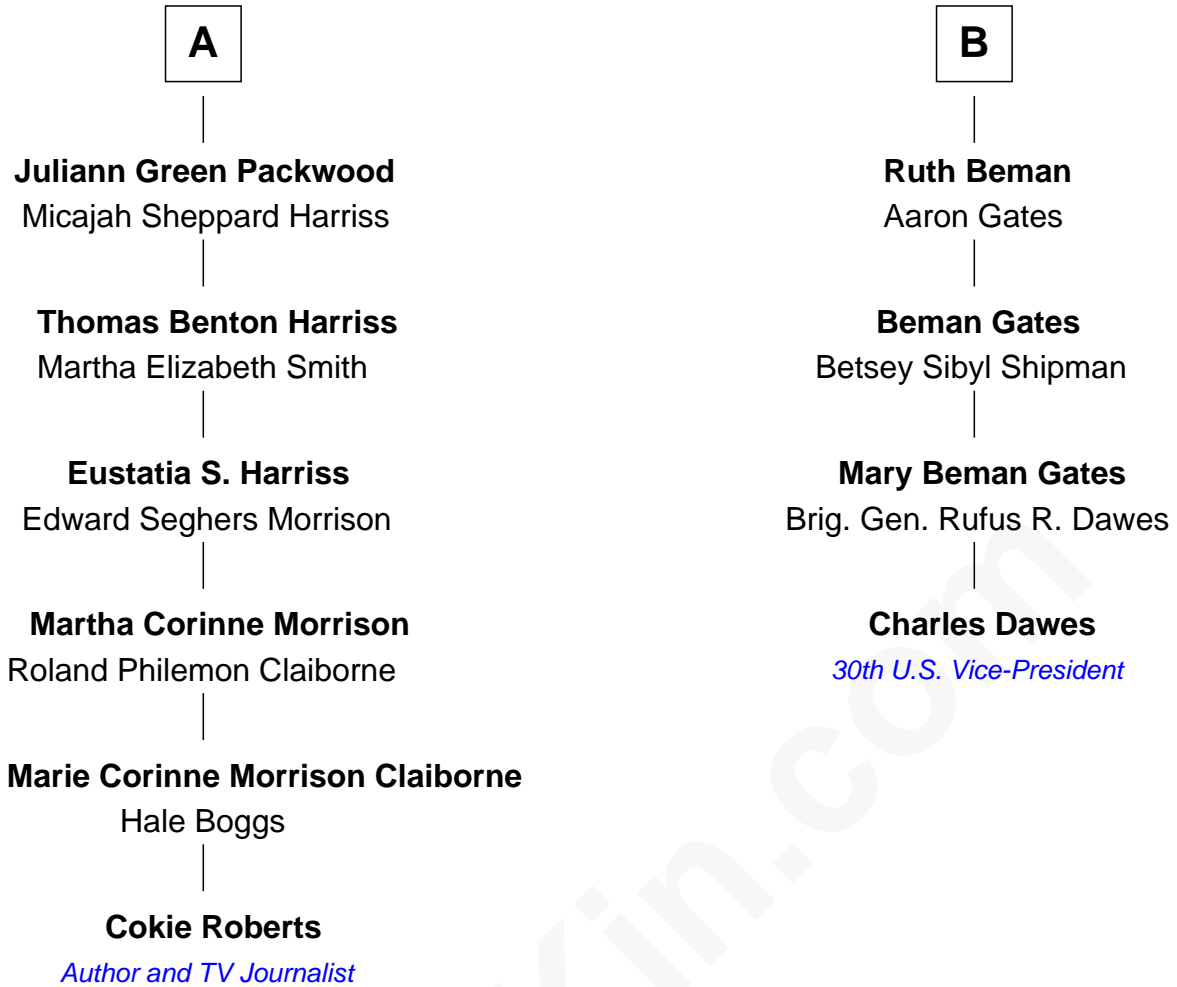 A
Juliann Green Packwood
Micajah Sheppard Harriss
Thomas Benton Harriss
Martha Elizabeth Smith
Eustatia S. Harriss
Edward Seghers Morrison
Martha Corinne Morrison
Roland Philemon Claiborne
Marie Corinne Morrison Claiborne
Hale Boggs
Cokie Roberts
Author and TV Journalist
B
Ruth Beman
Aaron Gates
Beman Gates
Betsey Sibyl Shipman
Mary Beman Gates
Brig. Gen. Rufus R. Dawes
Charles Dawes
30th U.S. Vice-President